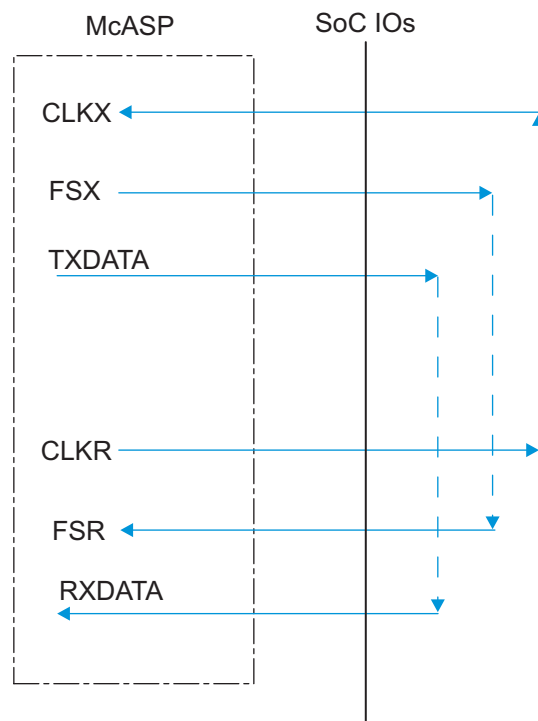 McASP
SoC IOs
CLKX
FSX
TXDATA
CLKR
FSR
RXDATA